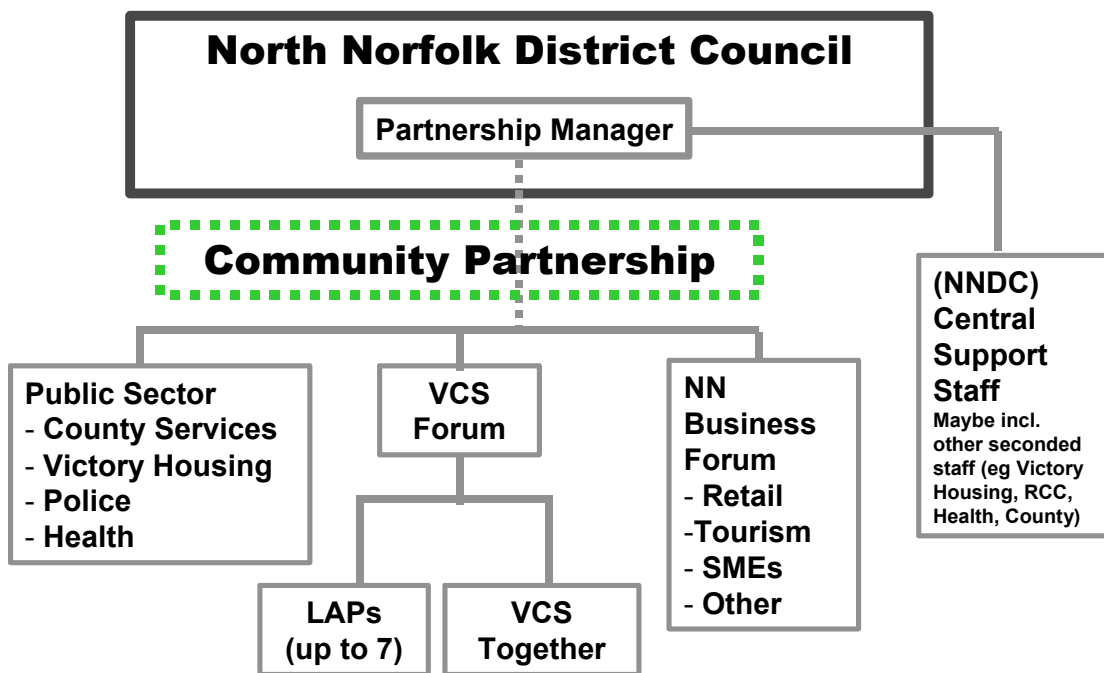 North Norfolk District Council
Partnership Manager
Community Partnership
(NNDC)
Central
Support
Staff
Maybe incl.
other seconded
staff (eg Victory
Housing, RCC,
Health, County)
Public Sector
- County Services
- Victory Housing
- Police
- Health
VCS
Forum
NN
Business
Forum
- Retail
-Tourism
- SMEs
- Other
LAPs
(up to 7)
VCS
Together